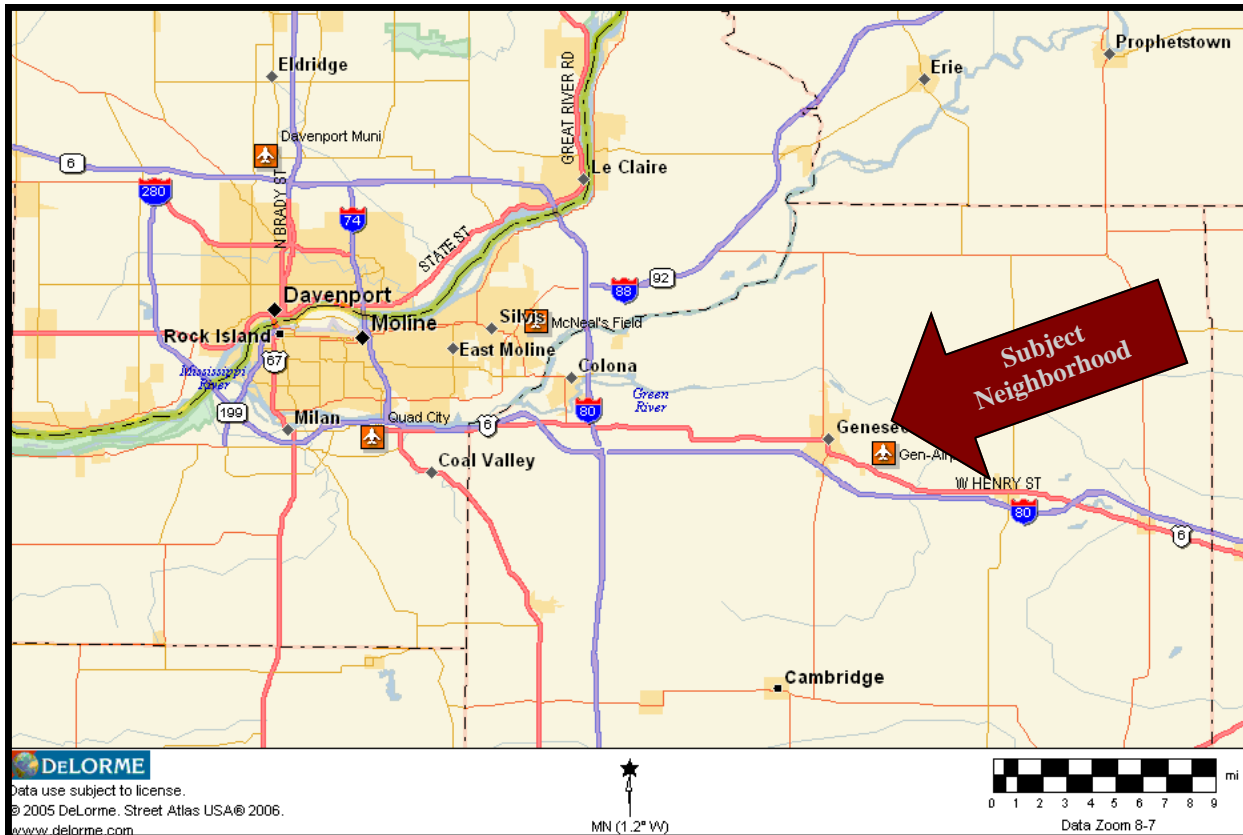 Prophetstown
Eldridge
Erie
GREAT RIVER RD
Davenport Muni
6
Le Claire
280
N BRADY ST
74
STATE ST
92
88
Davenport
Silvis
McNeal's Field
Moline
Rock Island
East Moline
67
Colona
Mississippi
River
Subject
Neighborhood
199
80
Green
River
Milan
Quad City
6
Geneseo
Gen-Air
Coal Valley
W HENRY ST
80
6
Cambridge
DELORME
Data use subject to license.
© 2005 DeLorme. Street Atlas USA® 2006.
www.delorme.com
MN (1.2° W)
mi
0 1 2 3 4 5 6 7 8 9
Data Zoom 8-7